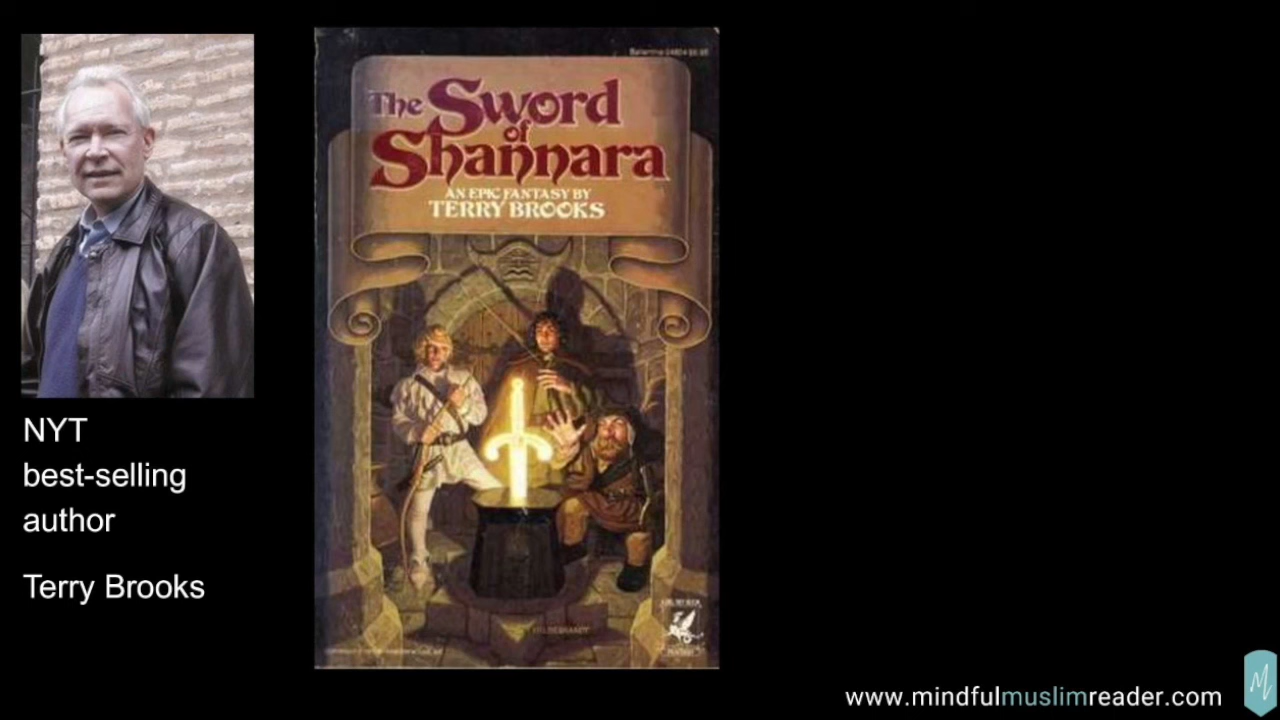 NYT
best-selling
author
Terry Brooks
The Sword
of
Shannara
AN EPIC FANTASY BY
TERRY BROOKS
HILDEBRANDT
www.mindfulmuslimreader.com
M